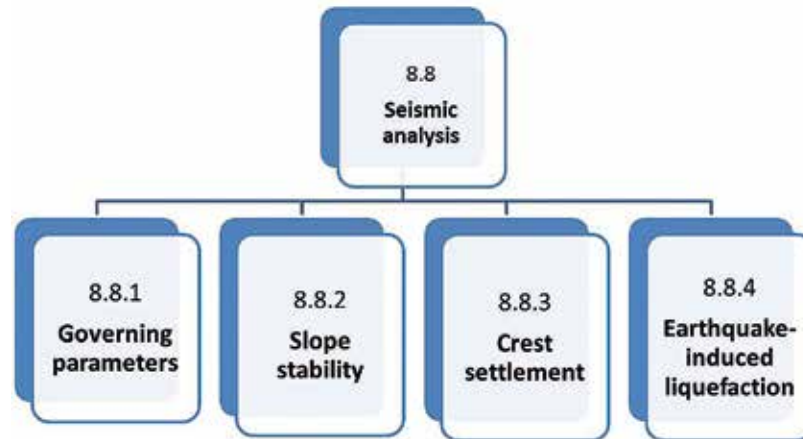 8.8
Seismic
analysis
8.8.1
Governing
parameters
8.8.2
Slope
stability
8.8.3
Crest
settlement
8.8.4
Earthquake-
induced
liquefaction